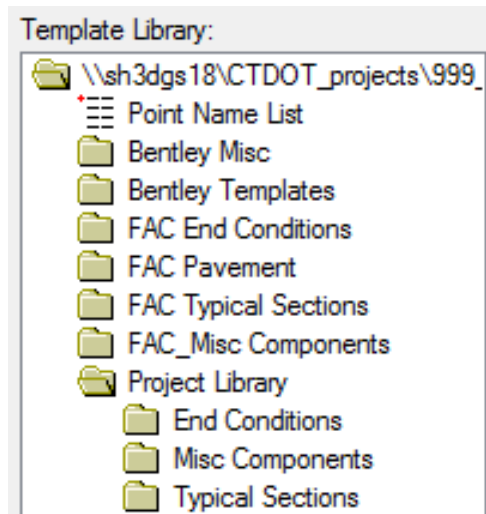 Template Library:
\\sh3dgs18\CTDOT_projects\999_
Point Name List
Bentley Misc
Bentley Templates
FAC End Conditions
FAC Pavement
FAC Typical Sections
FAC_Misc Components
Project Library
End Conditions
Misc Components
Typical Sections